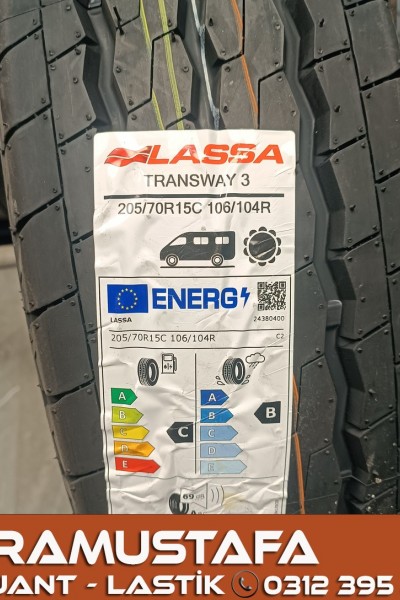 LASSA
TRANSWAY 3
205/70R15C 106/104R
ENERG
LASSA
24380400
205/70R15C 106/104R
C2
A
B
C
D
E
C
A
B
C
D
E
B
69 dB
RAMUSTAFA
JANT - LASTİK 0312 395